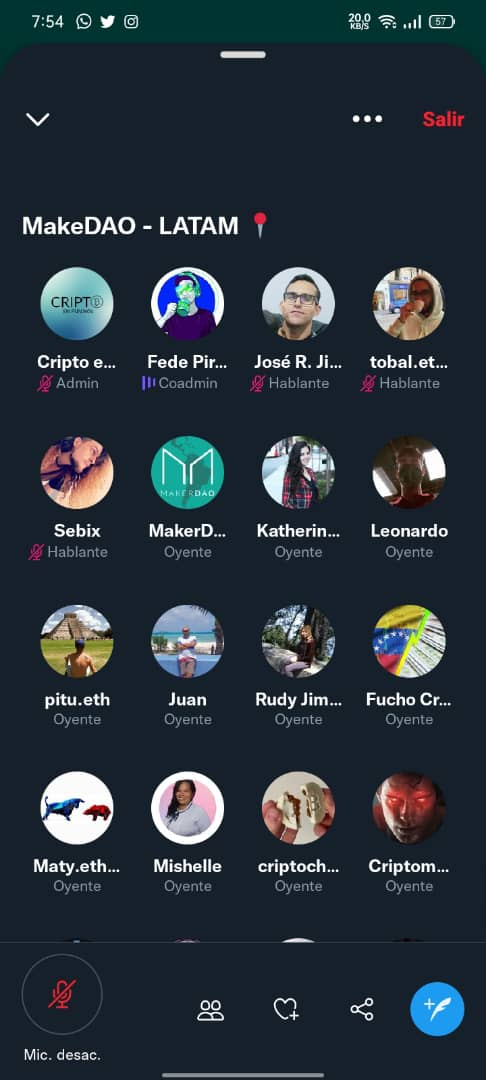 7:54
20.0
KB/S
57
Salir
MakeDAO - LATAM
CRIPTO
EN FUNDROS
Cripto e... Fede Pir... José R. Ji... tobal.et...
Admin Coadmin Hablante Hablante
MAKERDAO
Sebix MakerD... Katherin... Leonardo
Hablante Oyente Oyente Oyente
pitu.eth Juan Rudy Jim... Fucho Cr...
Oyente Oyente Oyente Oyente
Maty.eth... Mishelle criptoch... Criptom...
Oyente Oyente Oyente Oyente
Mic. desac.